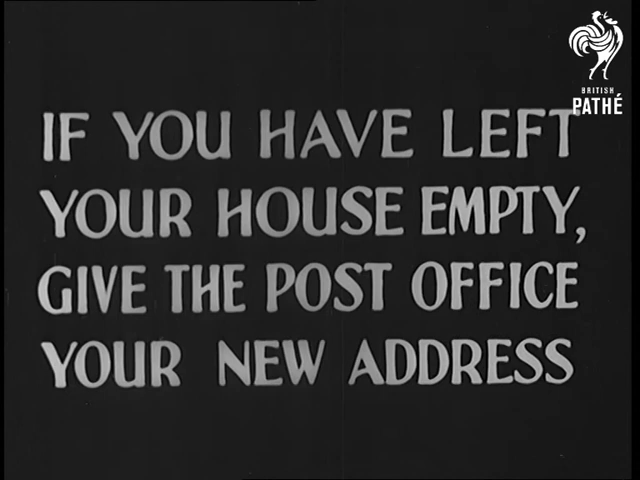 BRITISH
PATHÉ
IF YOU HAVE LEFT
YOUR HOUSE EMPTY,
GIVE THE POST OFFICE
YOUR NEW ADDRESS